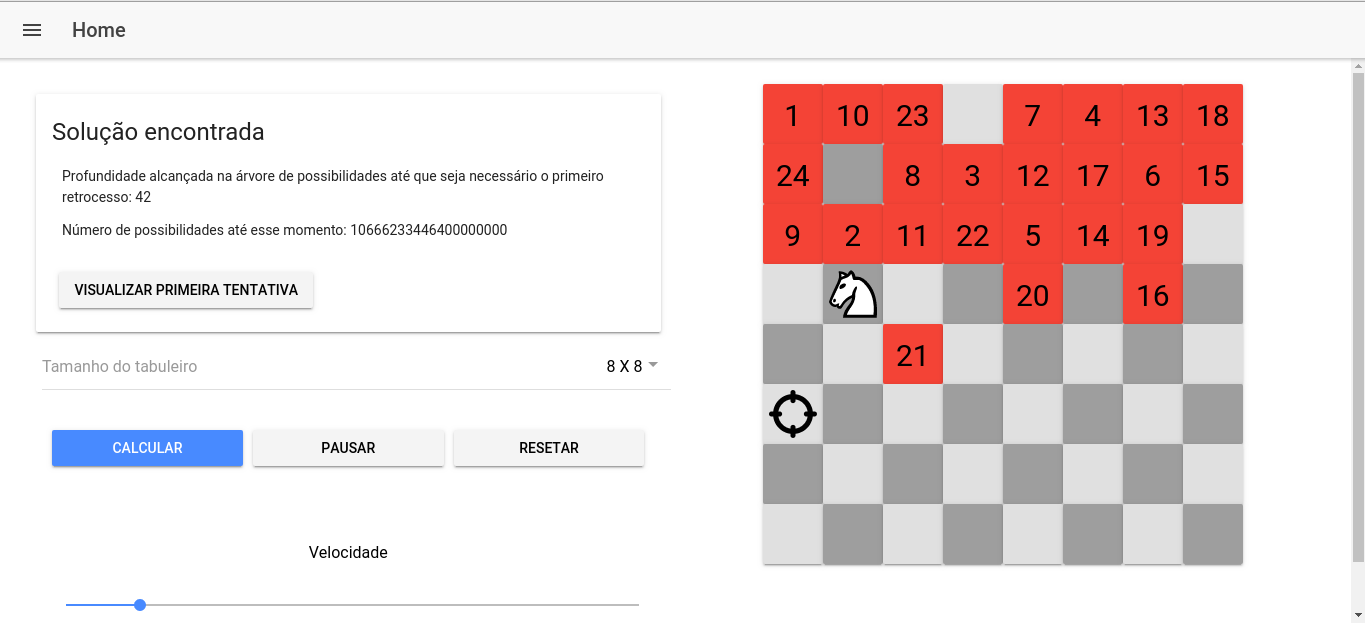 Home
Solução encontrada
Profundidade alcançada na árvore de possibilidades até que seja necessário o primeiro
retrocesso: 42
Número de possibilidades até esse momento: 10666233446400000000
VISUALIZAR PRIMEIRA TENTATIVA
Tamanho do tabuleiro 8 X 8
CALCULAR PAUSAR RESETAR
Velocidade
1 10 23 7 4 13 18
24 8 3 12 17 6 15
9 2 11 22 5 14 19
20 16
21